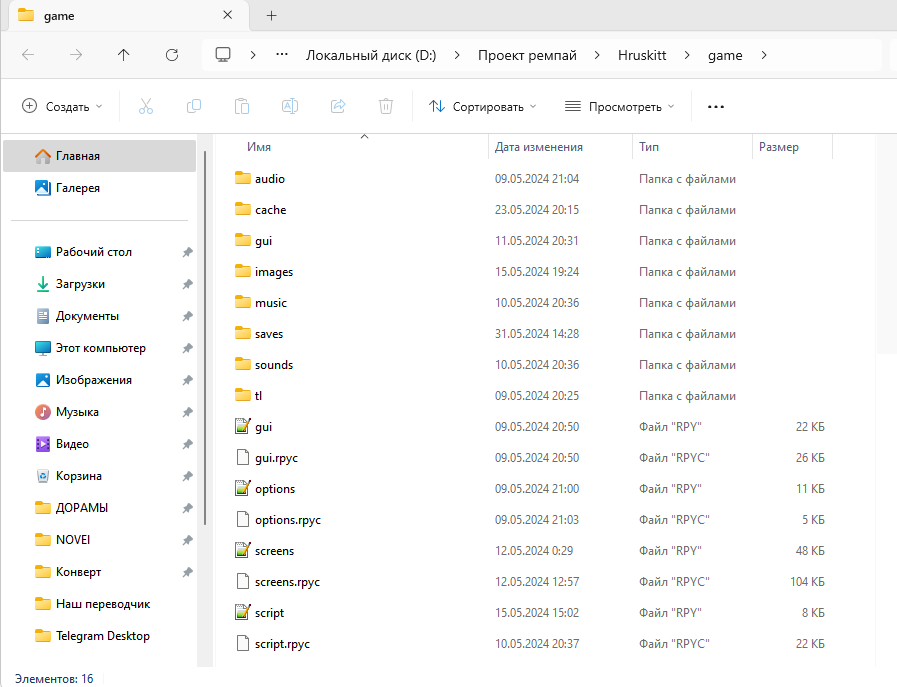 game
Локальный диск (D:) Проект ремпай Hruskitt game
Создать Сортировать Просмотреть
Имя Дата изменения Тип Размер
Главная
Галерея
Рабочий стол
Загрузки
Документы
Этот компьютер
Изображения
Музыка
Видео
Корзина
ДОРАМЫ
NOVEl
Конверт
Наш переводчик
Telegram Desktop
audio 09.05.2024 21:04 Папка с файлами
cache 23.05.2024 20:15 Папка с файлами
gui 11.05.2024 20:31 Папка с файлами
images 15.05.2024 19:24 Папка с файлами
music 10.05.2024 20:36 Папка с файлами
saves 31.05.2024 14:28 Папка с файлами
sounds 10.05.2024 20:36 Папка с файлами
tl 09.05.2024 20:25 Папка с файлами
gui 09.05.2024 20:50 Файл "RPY" 22 КБ
gui.rpyc 09.05.2024 20:50 Файл "RPYC" 26 КБ
options 09.05.2024 21:00 Файл "RPY" 11 КБ
options.rpyc 09.05.2024 21:03 Файл "RPYC" 5 КБ
screens 12.05.2024 0:29 Файл "RPY" 48 КБ
screens.rpyc 12.05.2024 12:57 Файл "RPYC" 104 КБ
script 15.05.2024 15:02 Файл "RPY" 8 КБ
script.rpyc 10.05.2024 20:37 Файл "RPYC" 22 КБ
Элементов: 16